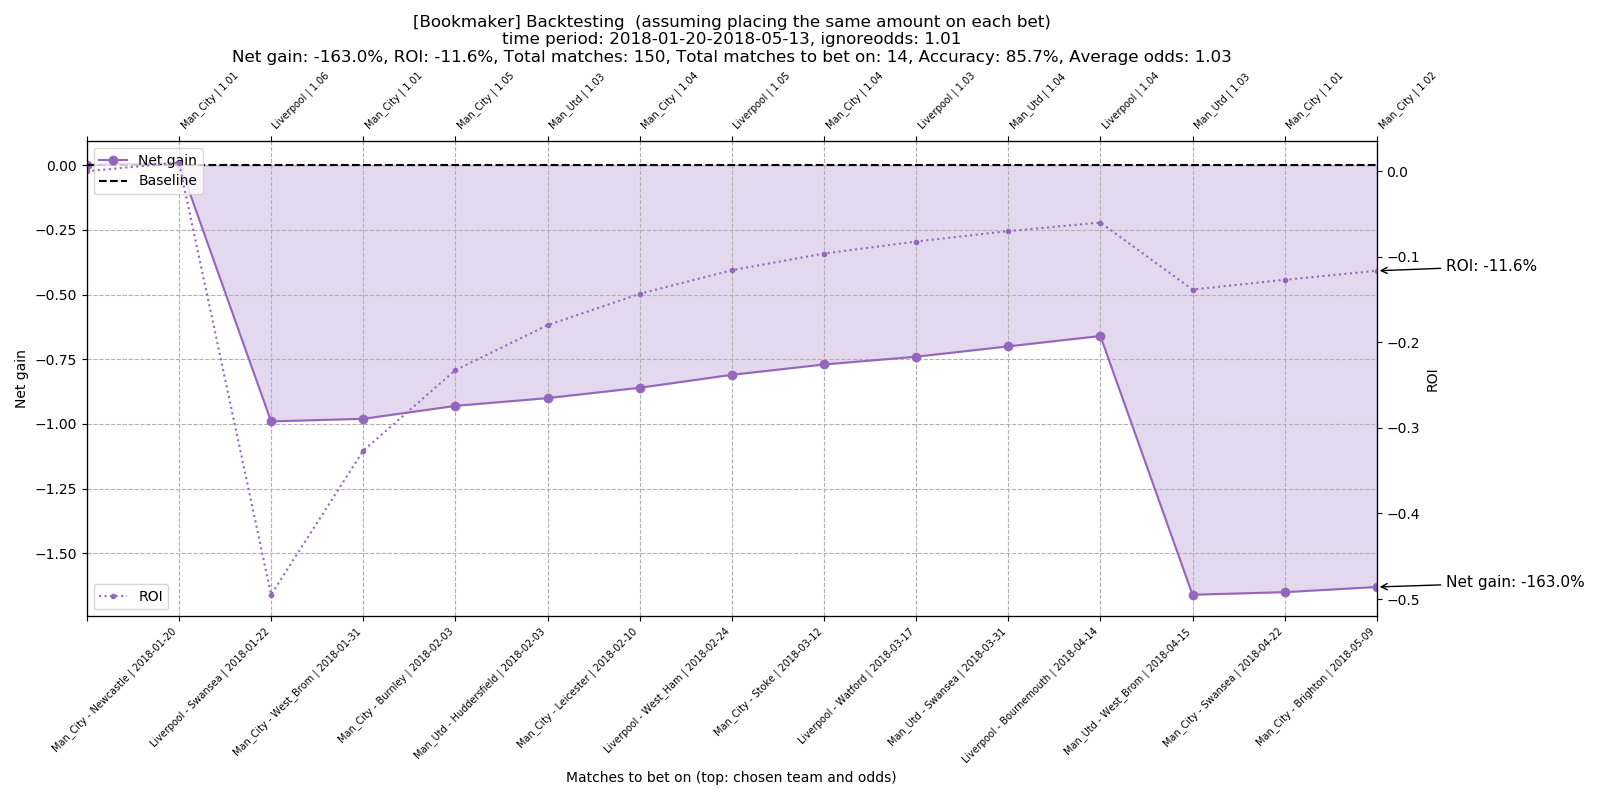 [Bookmaker] Backtesting  (assuming placing the same amount on each bet)
time period: 2018-01-20-2018-05-13, ignoreodds: 1.01
Net gain: -163.0%, ROI: -11.6%, Total matches: 150, Total matches to bet on: 14, Accuracy: 85.7%, Average odds: 1.03
Man_City | 1.01
Liverpool | 1.06
Man_City | 1.01
Man_City | 1.05
Man_Utd | 1.03
Man_City | 1.04
Liverpool | 1.05
Man_City | 1.04
Liverpool | 1.03
Man_Utd | 1.04
Liverpool | 1.04
Man_Utd | 1.03
Man_City | 1.01
Man_City | 1.02
Net gain
Baseline
ROI
Net gain
0.00
−0.25
−0.50
−0.75
−1.00
−1.25
−1.50
0.0
−0.1
−0.2
−0.3
−0.4
−0.5
ROI
ROI: -11.6%
Net gain: -163.0%
Man_City - Newcastle | 2018-01-20
Liverpool - Swansea | 2018-01-22
Man_City - West_Brom | 2018-01-31
Man_City - Burnley | 2018-02-03
Man_Utd - Huddersfield | 2018-02-03
Man_City - Leicester | 2018-02-10
Liverpool - West_Ham | 2018-02-24
Man_City - Stoke | 2018-03-12
Liverpool - Watford | 2018-03-17
Man_Utd - Swansea | 2018-03-31
Liverpool - Bournemouth | 2018-04-14
Man_Utd - West_Brom | 2018-04-15
Man_City - Swansea | 2018-04-22
Man_City - Brighton | 2018-05-09
Matches to bet on (top: chosen team and odds)